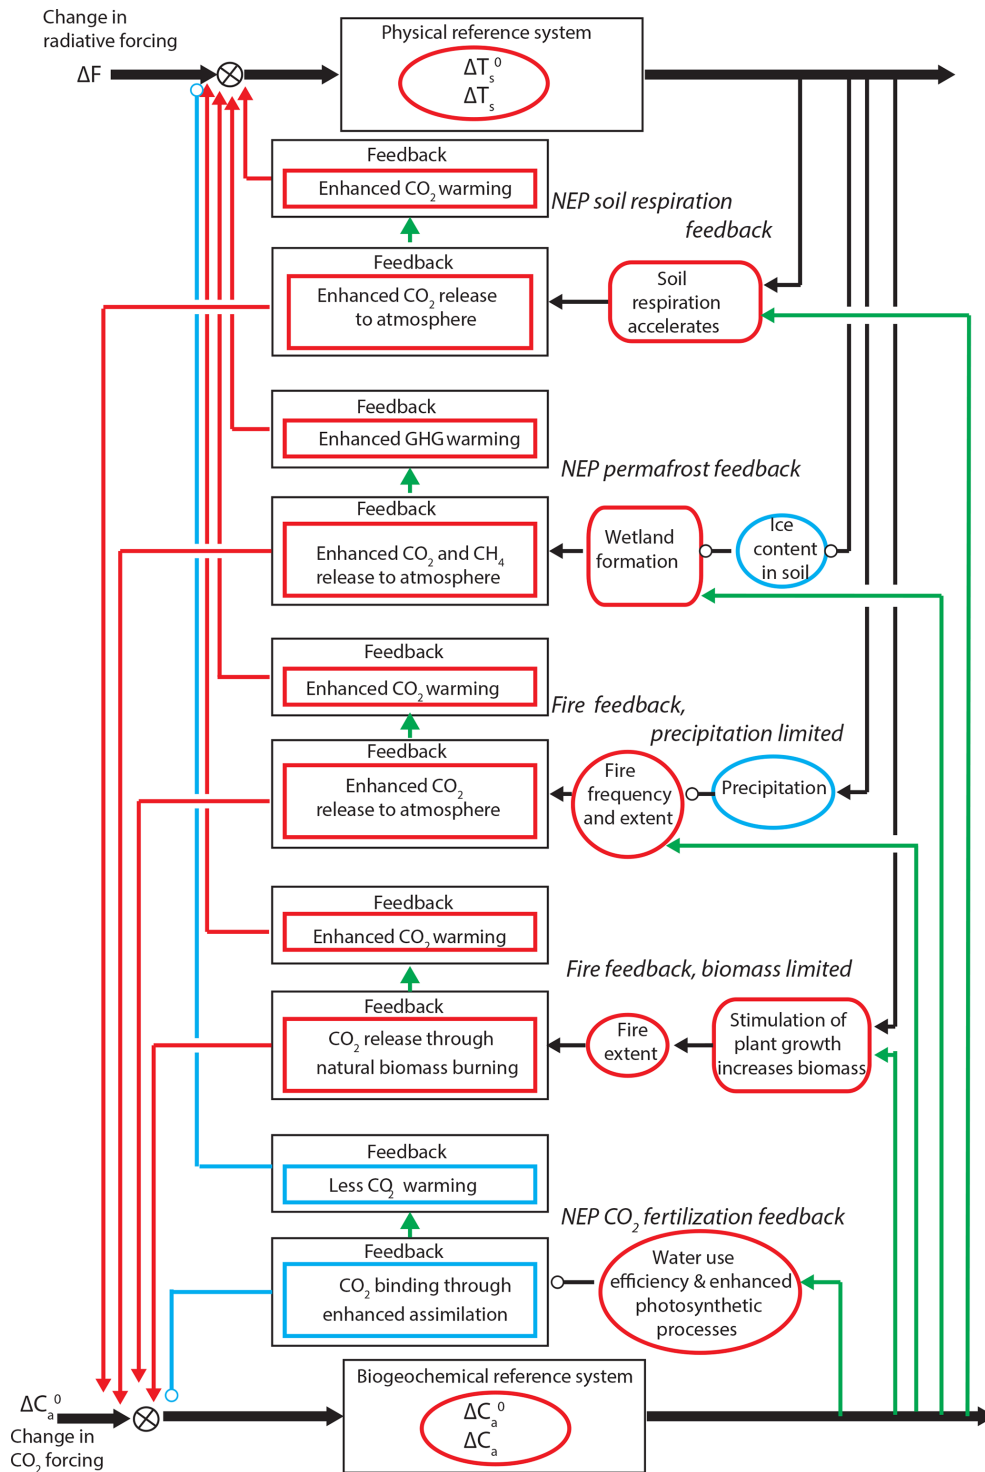 Change in
radiative forcing
ΔF
Physical reference system
ΔTs0
ΔTs
Feedback
Enhanced CO2 warming
NEP soil respiration
feedback
Feedback
Enhanced CO2 release
to atmosphere
Soil
respiration
accelerates
Feedback
Enhanced GHG warming
NEP permafrost feedback
Feedback
Enhanced CO2 and CH4
release to atmosphere
Wetland
formation
Ice
content
in soil
Feedback
Enhanced CO2 warming
Fire feedback,
precipitation limited
Feedback
Enhanced CO2
release to atmosphere
Fire
frequency
and extent
Precipitation
Feedback
Enhanced CO2 warming
Fire feedback, biomass limited
Feedback
CO2 release through
natural biomass burning
Fire
extent
Stimulation of
plant growth
increases biomass
Feedback
Less CO2 warming
NEP CO2 fertilization feedback
Feedback
CO2 binding through
enhanced assimilation
Water use
efficiency & enhanced
photosynthetic
processes
Biogeochemical reference system
ΔCa0
ΔCa
ΔCa0
Change in
CO2 forcing